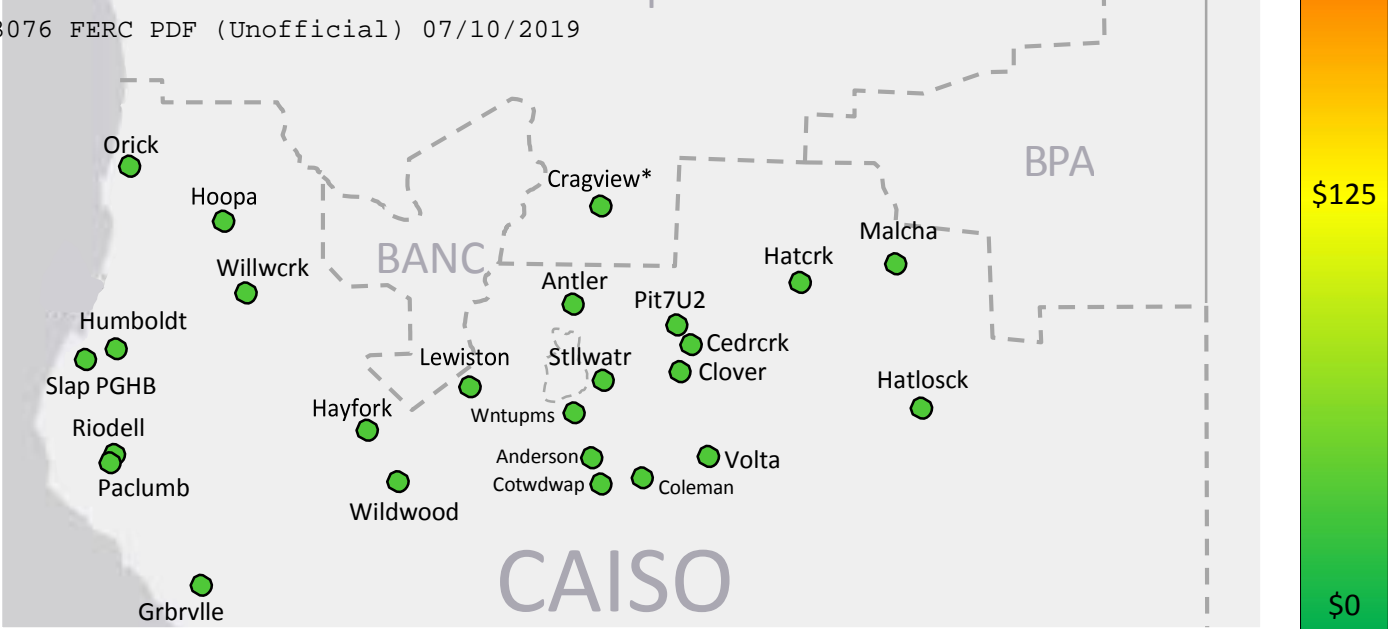 3076 FERC PDF (Unofficial) 07/10/2019
Orick
BPA
Hoopa
Cragview*
$125
Malcha
BANC
Hatcrk
Willwcrk
Antler
Pit7U2
Humboldt
Cedrcrk
Lewiston
Stllwatr
Clover
Slap PGHB
Hatlosck
Hayfork
Wntupms
Riodell
Anderson
Volta
Cotwdwap
Coleman
Paclumb
Wildwood
CAISO
Grbrvlle
$0